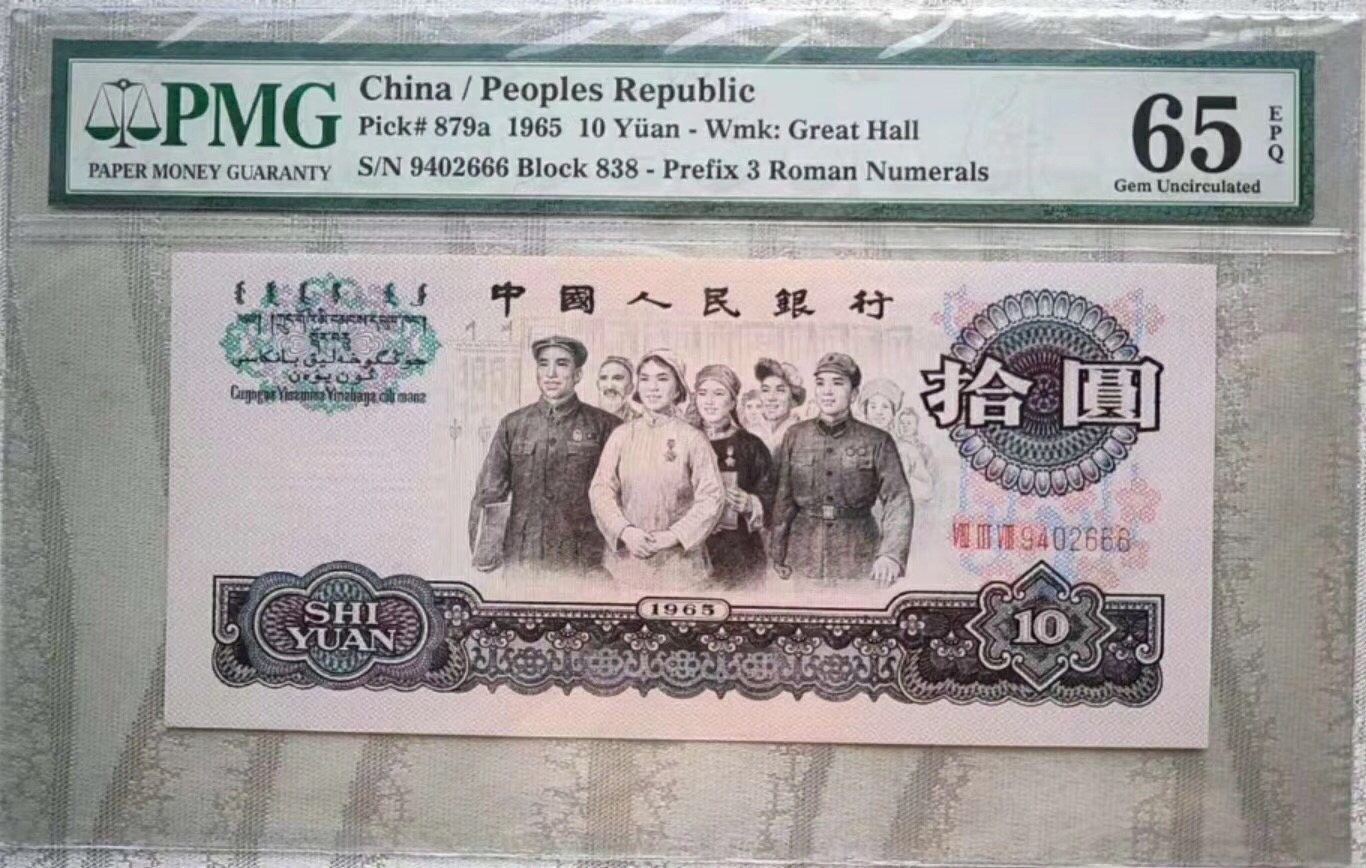 PMG
PAPER MONEY GUARANTY
China / Peoples Republic
Pick# 879a 1965 10 Yüan - Wmk: Great Hall
S/N 9402666 Block 838 - Prefix 3 Roman Numerals
65
EPQ
Gem Uncirculated
中國人民銀行
拾圓
VIII III VIII 9402666
1965
SHI
YUAN
10